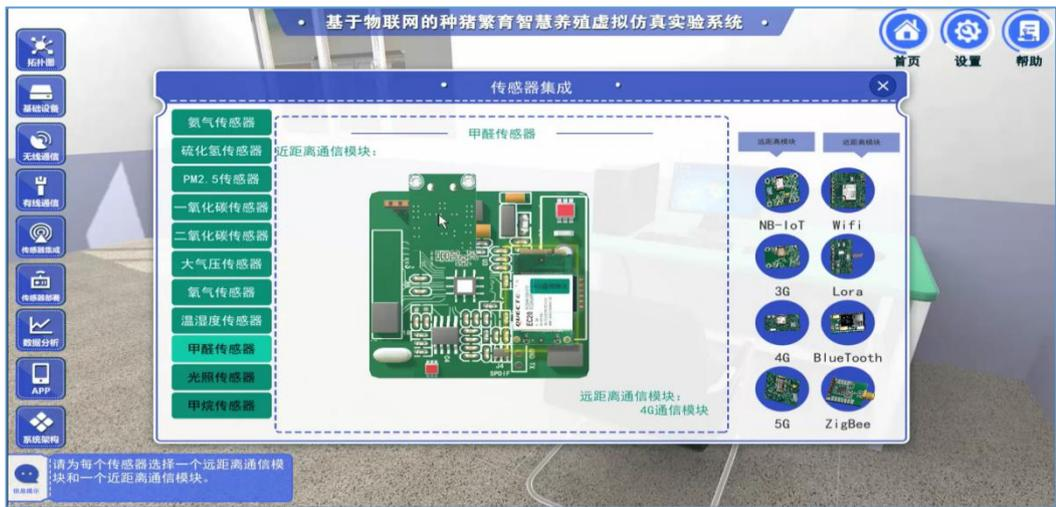 基于物联网的种猪繁育智慧养殖虚拟仿真实验系统
首页
设置
帮助
拓扑图
基础设备
无线通信
有线通信
传感器集成
传感器部署
数据分析
APP
系统架构
传感器集成
氨气传感器
硫化氢传感器
PM2.5传感器
一氧化碳传感器
二氧化碳传感器
大气压传感器
氧气传感器
温湿度传感器
甲醛传感器
光照传感器
甲烷传感器
甲醛传感器
近距离通信模块：
EC20
J4
SPDIF
X1
远距离通信模块：
4G通信模块
远距离模块
近距离模块
NB-IoT
Wifi
3G
Lora
4G
BlueTooth
5G
ZigBee
信息提示
请为每个传感器选择一个远距离通信模
块和一个近距离通信模块。